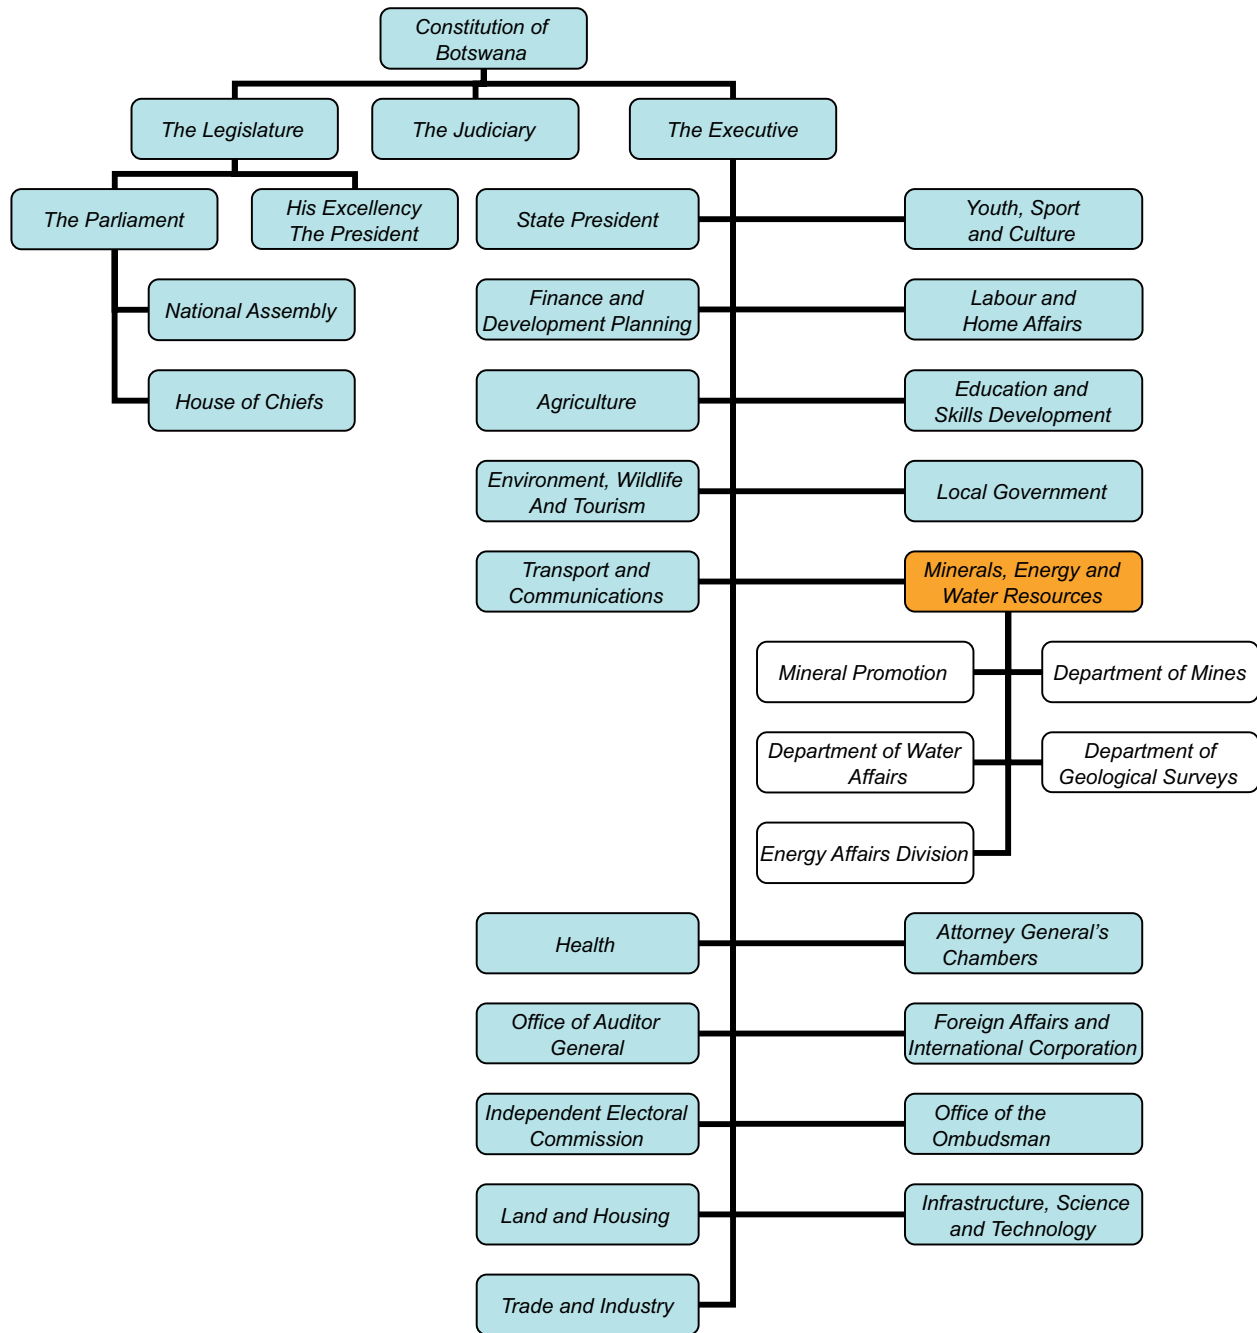 Constitution of
Botswana
The Legislature
The Judiciary
The Executive
The Parliament
His Excellency
The President
State President
Youth, Sport
and Culture
National Assembly
Finance and
Development Planning
Labour and
Home Affairs
House of Chiefs
Agriculture
Education and
Skills Development
Environment, Wildlife
And Tourism
Local Government
Transport and
Communications
Minerals, Energy and
Water Resources
Mineral Promotion
Department of Mines
Department of Water
Affairs
Department of
Geological Surveys
Energy Affairs Division
Health
Attorney General’s
Chambers
Office of Auditor
General
Foreign Affairs and
International Corporation
Independent Electoral
Commission
Office of the
Ombudsman
Land and Housing
Infrastructure, Science
and Technology
Trade and Industry